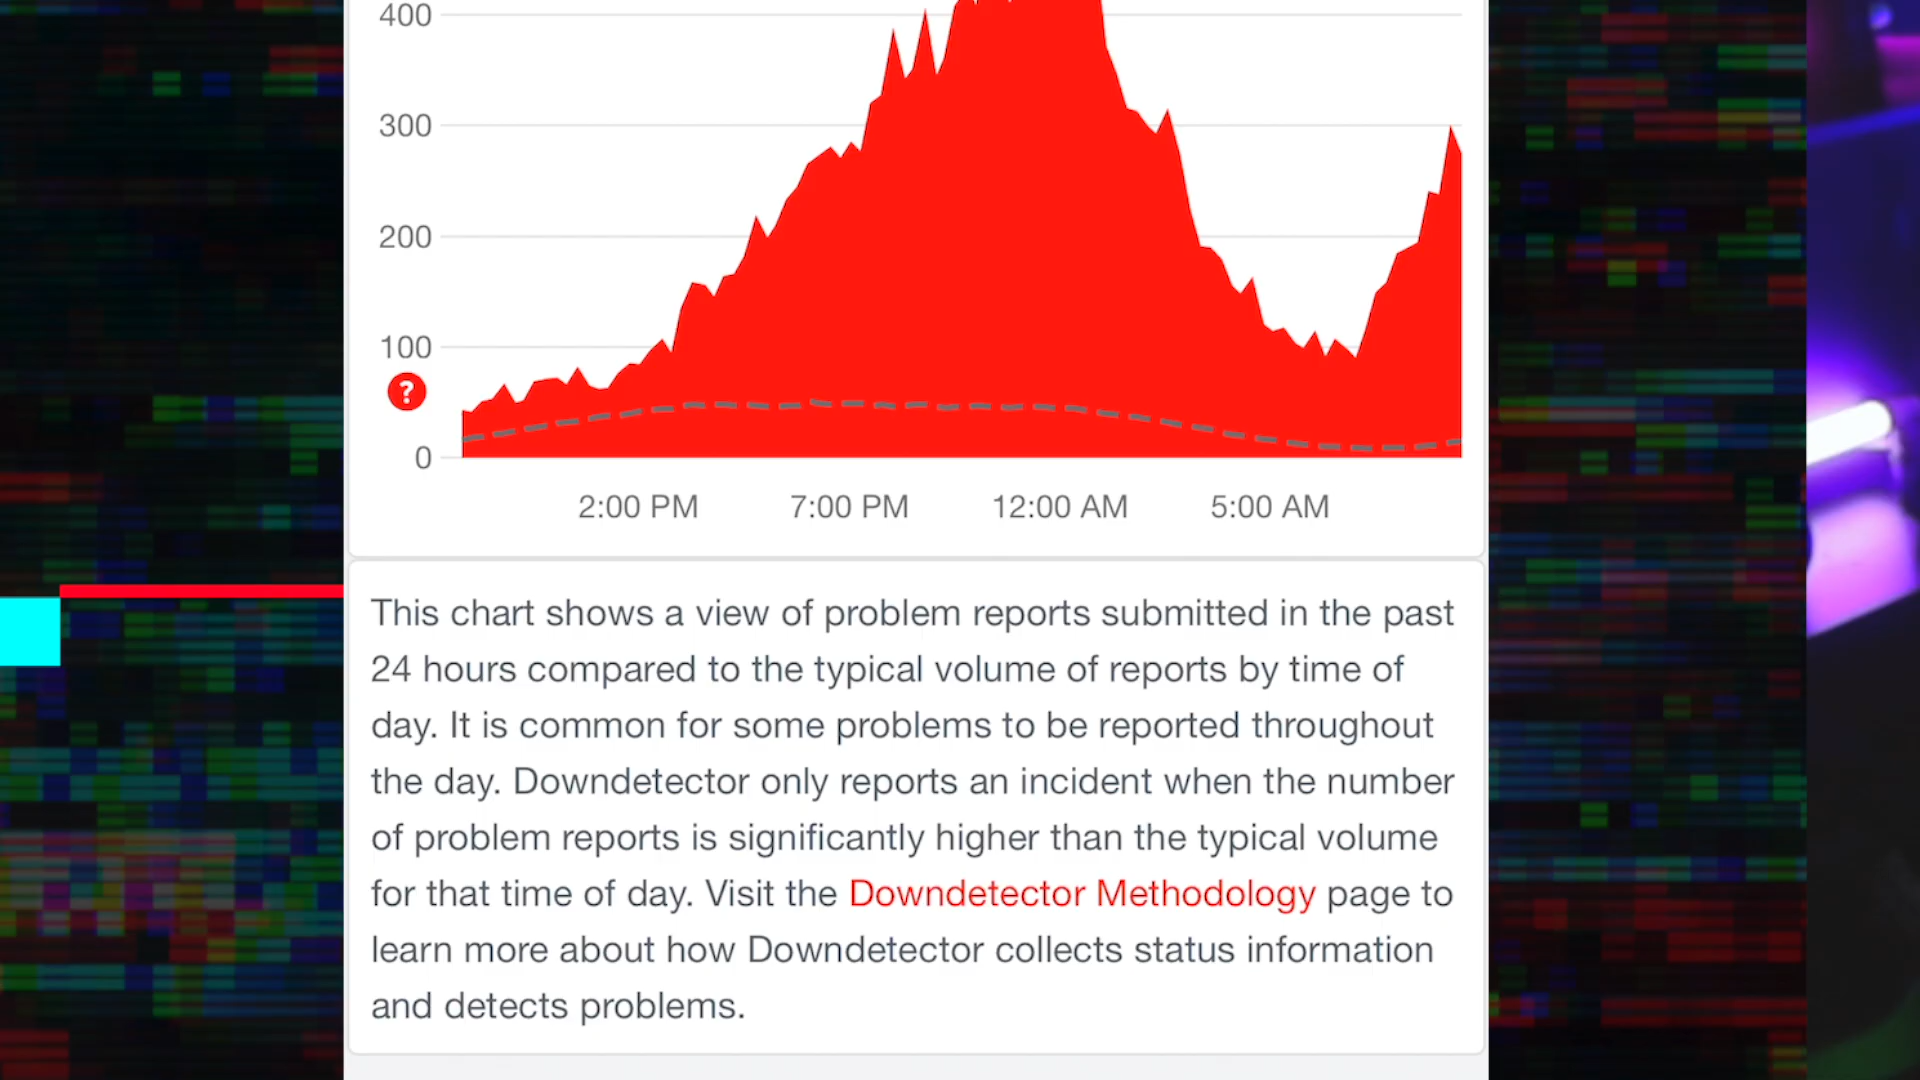 400
300
200
100
?
0
2:00 PM 7:00 PM 12:00 AM 5:00 AM
This chart shows a view of problem reports submitted in the past
24 hours compared to the typical volume of reports by time of
day. It is common for some problems to be reported throughout
the day. Downdetector only reports an incident when the number
of problem reports is significantly higher than the typical volume
for that time of day. Visit the Downdetector Methodology page to
learn more about how Downdetector collects status information
and detects problems.